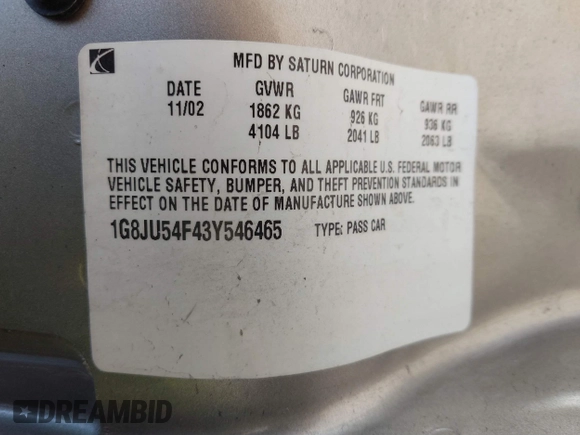 MFD BY SATURN CORPORATION
DATE GVWR GAWR FRT GAWR RR
11/02 1862 KG 926 KG 936 KG
4104 LB 2041 LB 2063 LB
THIS VEHICLE CONFORMS TO ALL APPLICABLE U.S. FEDERAL MOTOR
VEHICLE SAFETY, BUMPER, AND THEFT PREVENTION STANDARDS IN
EFFECT ON THE DATE OF MANUFACTURE SHOWN ABOVE.
1G8JU54F43Y546465 TYPE: PASS CAR
DREAMBID